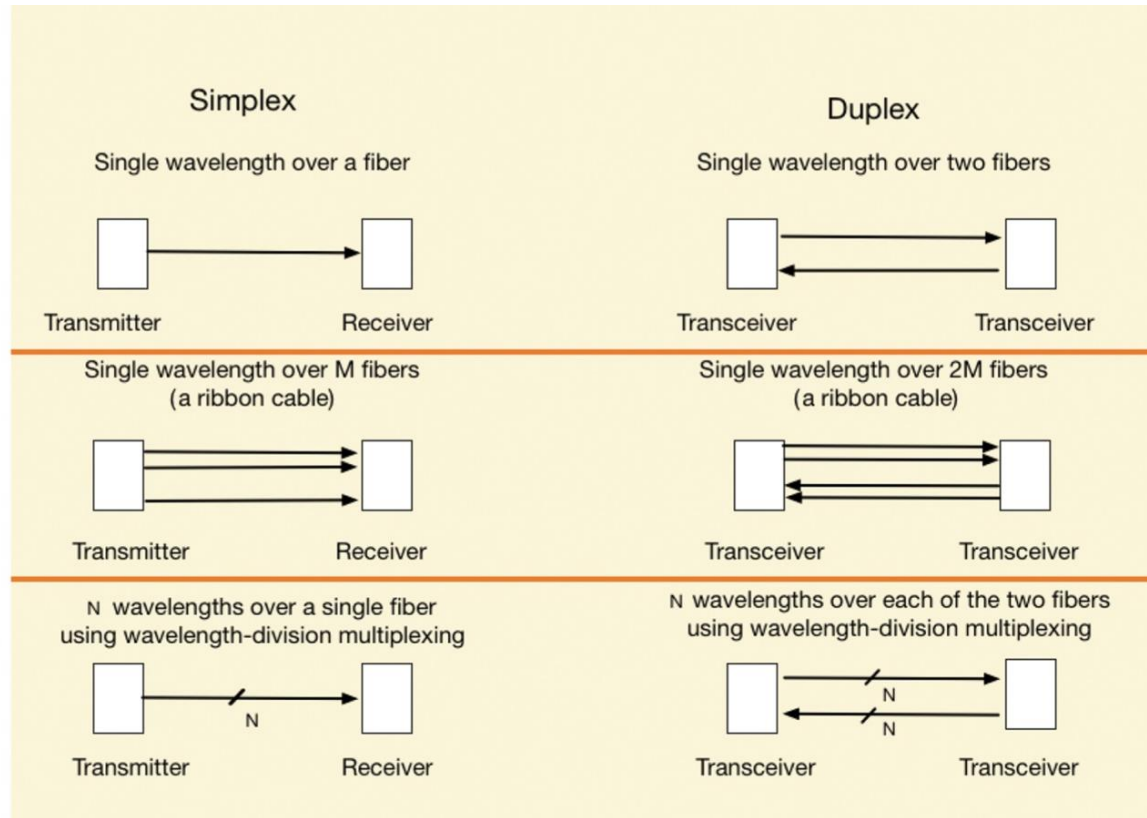 Simplex
Single wavelength over a fiber
Transmitter
Receiver
Duplex
Single wavelength over two fibers
Transceiver
Transceiver
Single wavelength over M fibers
(a ribbon cable)
Transmitter
Receiver
Single wavelength over 2M fibers
(a ribbon cable)
Transceiver
Transceiver
N wavelengths over a single fiber
using wavelength-division multiplexing
N
Transmitter
Receiver
N wavelengths over each of the two fibers
using wavelength-division multiplexing
N
N
Transceiver
Transceiver